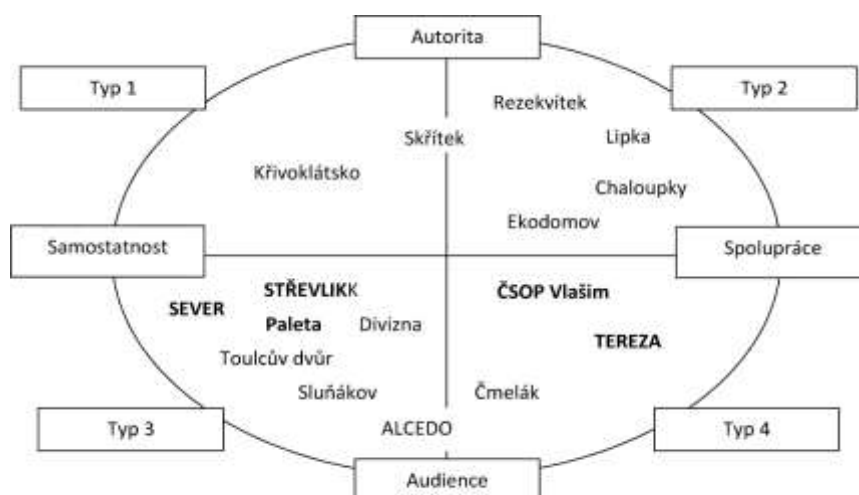 Autorita
Typ 1
Typ 2
Rezekvítek
Skřítek
Lipka
Křivoklátsko
Chaloupky
Ekodomov
Samostatnost
Spolupráce
STŘEVLIKK
ČSOP Vlašim
SEVER
Paleta
Divizna
TEREZA
Toulcův dvůr
Sluňákov
Čmelák
Typ 3
ALCEDO
Typ 4
Audience